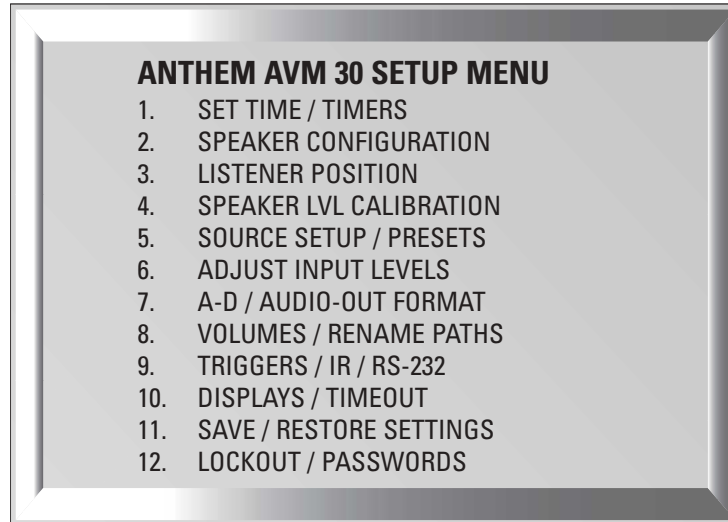 ANTHEM AVM 30 SETUP MENU
1. SET TIME / TIMERS
2. SPEAKER CONFIGURATION
3. LISTENER POSITION
4. SPEAKER LVL CALIBRATION
5. SOURCE SETUP / PRESETS
6. ADJUST INPUT LEVELS
7. A-D / AUDIO-OUT FORMAT
8. VOLUMES / RENAME PATHS
9. TRIGGERS / IR / RS-232
10. DISPLAYS / TIMEOUT
11. SAVE / RESTORE SETTINGS
12. LOCKOUT / PASSWORDS